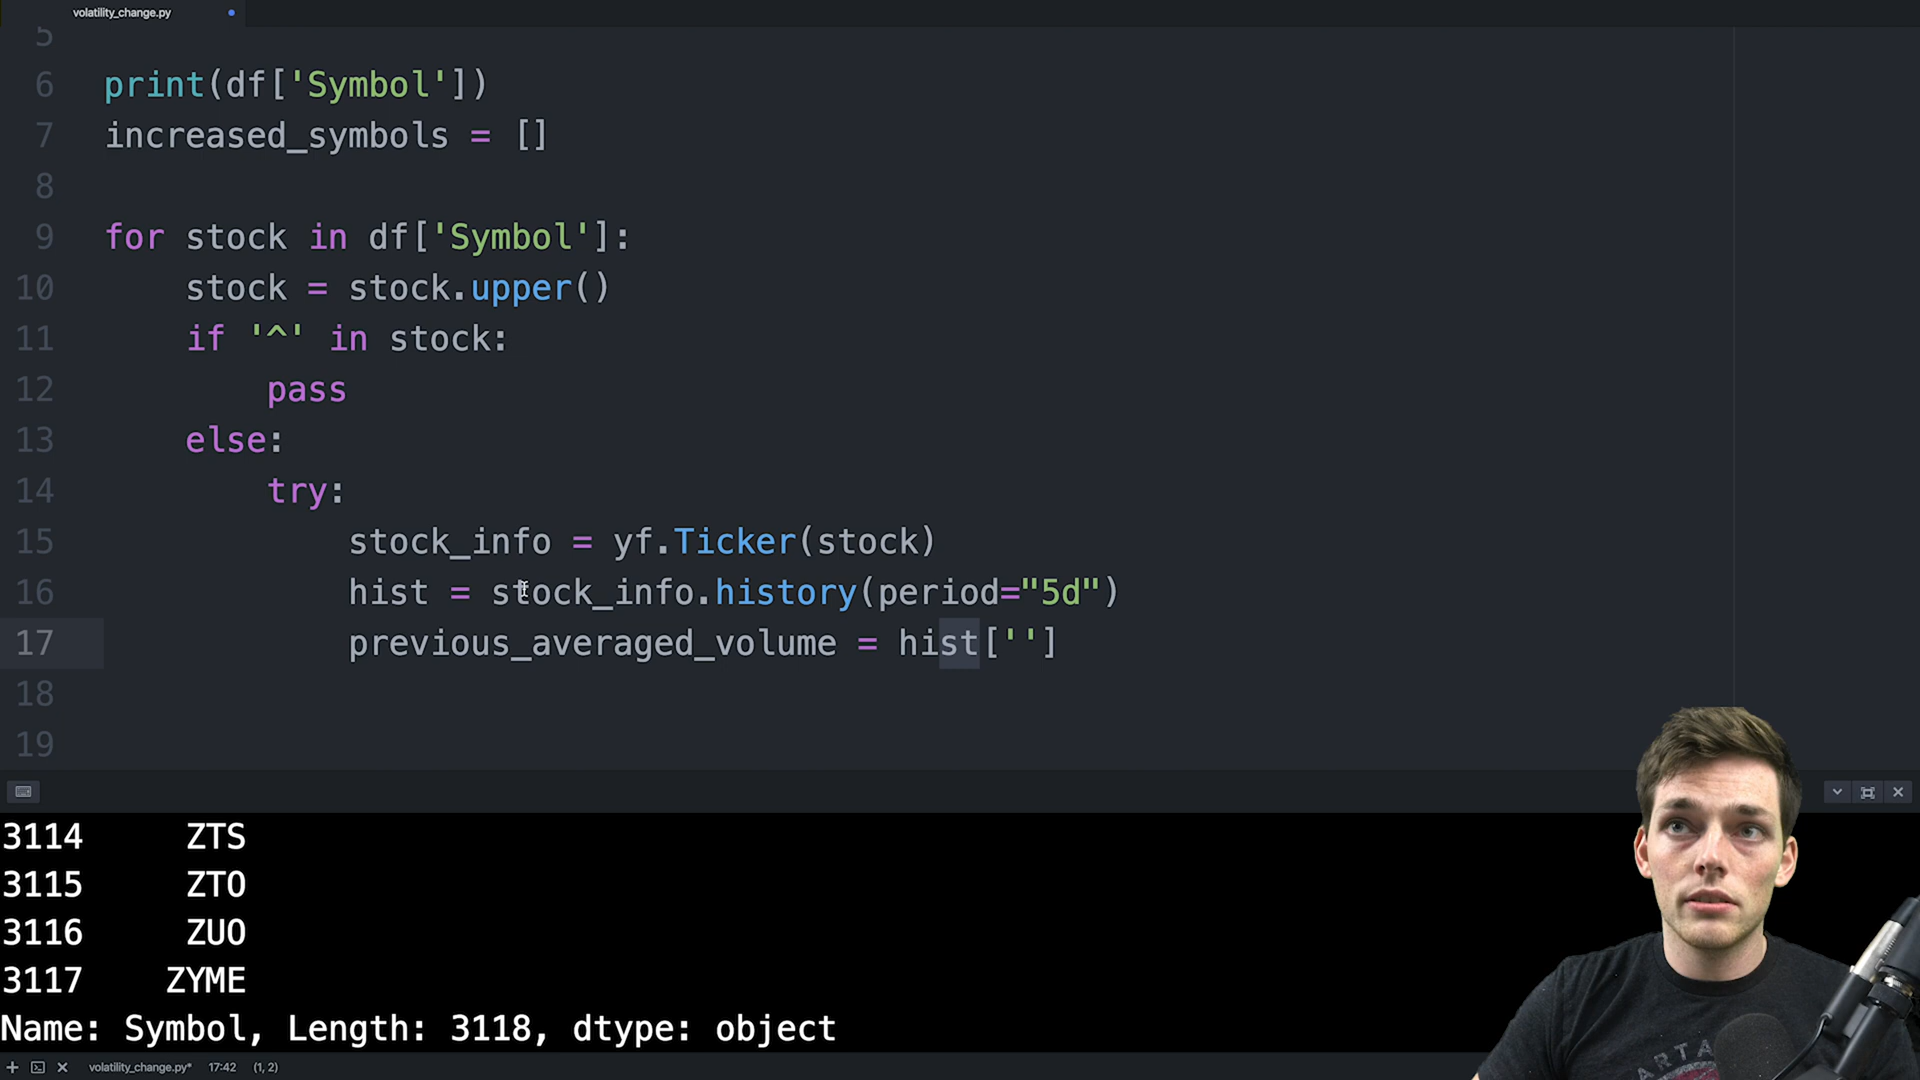 volatility_change.py
5
6 print(df['Symbol'])
7 increased_symbols = []
8
9 for stock in df['Symbol']:
10 stock = stock.upper()
11 if '^' in stock:
12 pass
13 else:
14 try:
15 stock_info = yf.Ticker(stock)
16 hist = stock_info.history(period="5d")
17 previous_averaged_volume = hist['']
18
19
3114 ZTS
3115 ZTO
3116 ZUO
3117 ZYME
Name: Symbol, Length: 3118, dtype: object
volatility_change.py* 17:42 (1, 2)